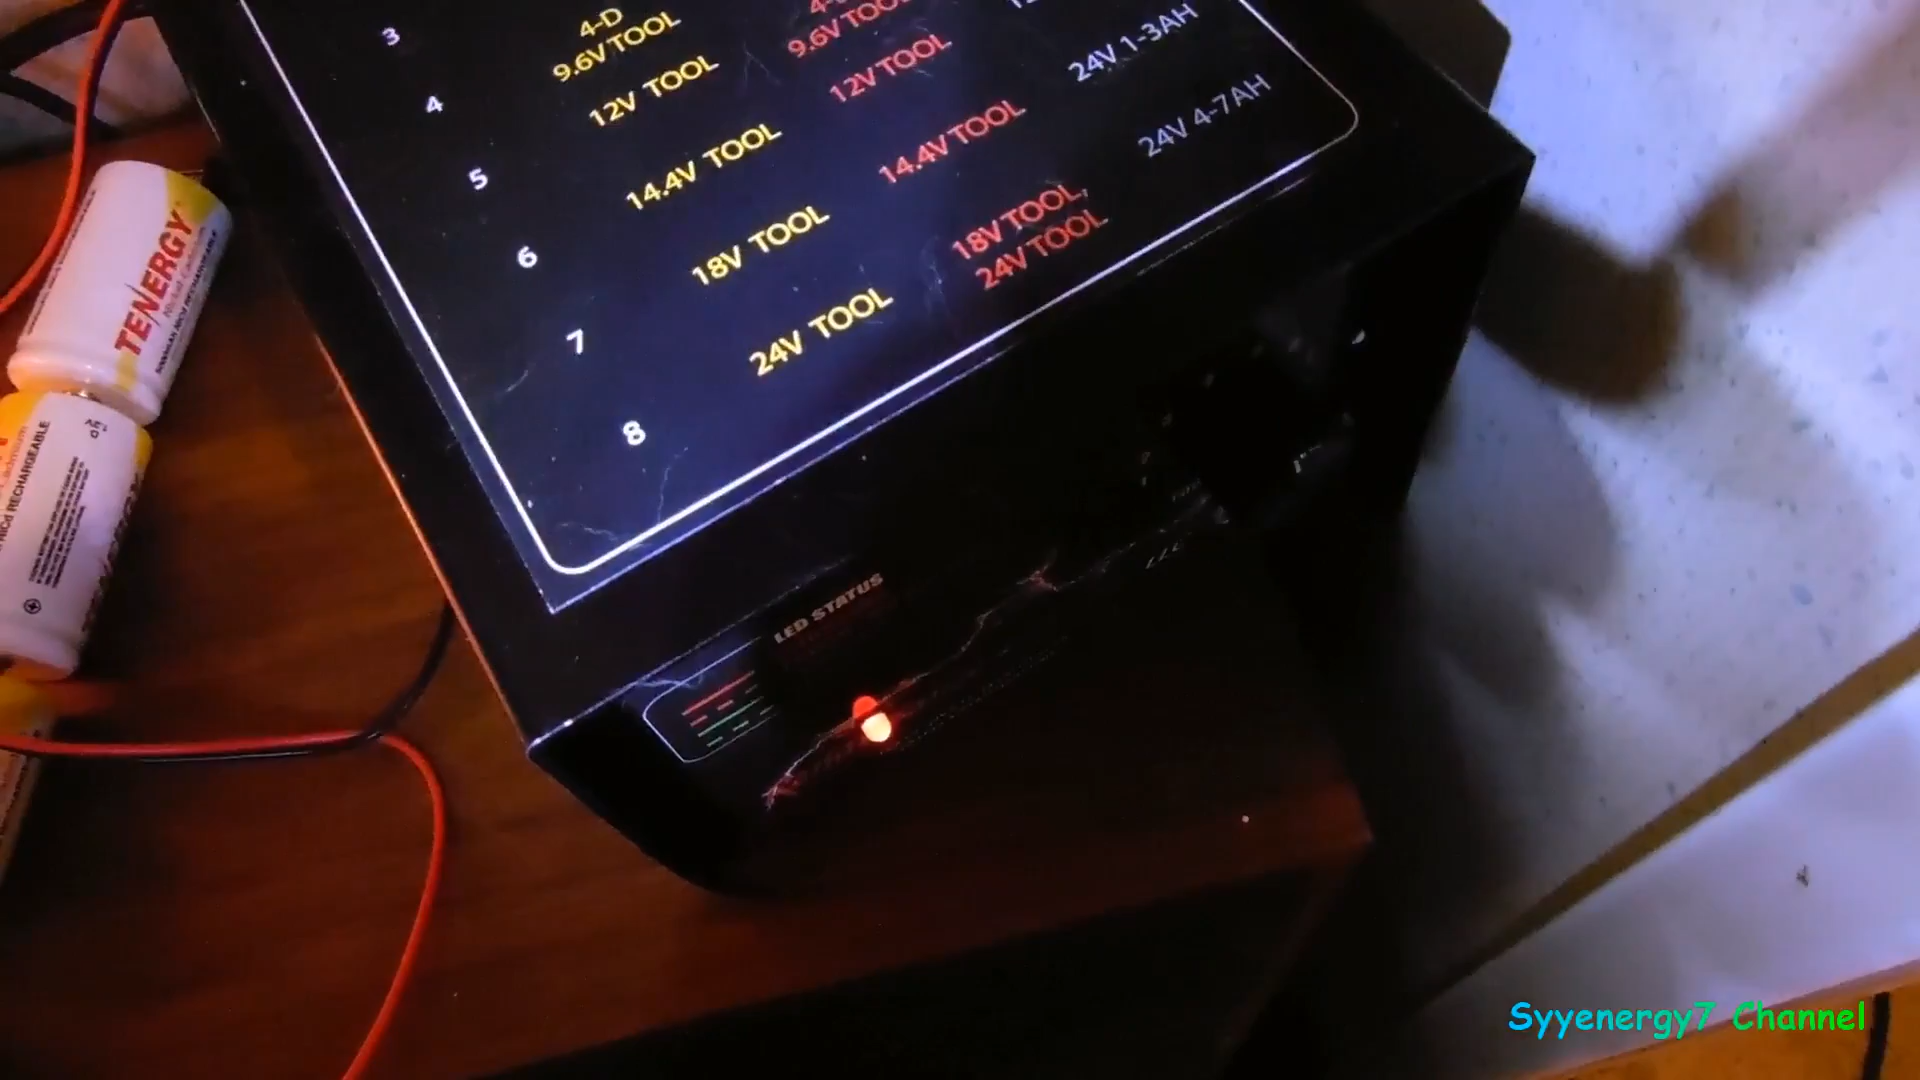 3
4-D
9.6V TOOL
9.6V TOOL
4
12V TOOL
12V TOOL
24V 1-3AH
5
14.4V TOOL
14.4V TOOL
24V 4-7AH
6
18V TOOL
18V TOOL,
24V TOOL
7
24V TOOL
8
LED STATUS
TENERGY
NiCd RECHARGEABLE
Syyenergy7 Channel